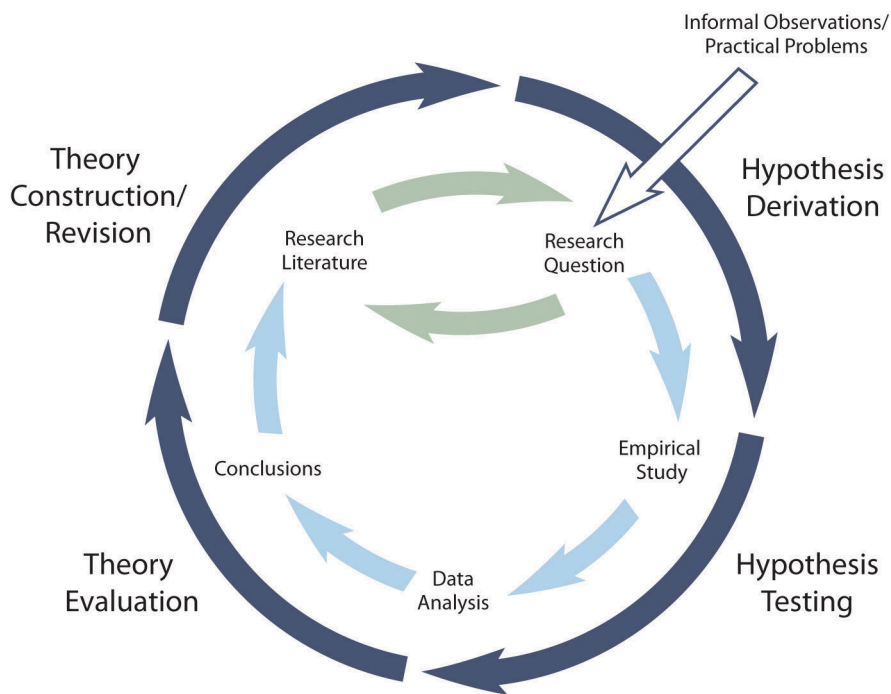 Informal Observations/
Practical Problems
Theory
Construction/
Revision
Hypothesis
Derivation
Research
Literature
Research
Question
Conclusions
Empirical
Study
Theory
Evaluation
Data
Analysis
Hypothesis
Testing